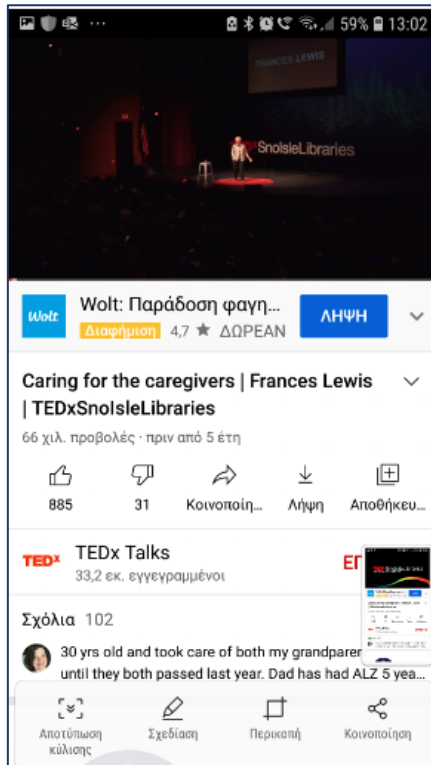 59% 13:02
FRANCES LEWIS
SnoIsleLibraries
Wolt
Wolt: Παράδοση φαγη...
Διαφήμιση 4,7 ★ ΔΩΡΕΑΝ
ΛΗΨΗ
Caring for the caregivers | Frances Lewis
| TEDxSnoIsleLibraries
66 χιλ. προβολές · πριν από 5 έτη
885 31 Κοινοποίη... Λήψη Αποθήκευ...
TEDx TEDx Talks
33,2 εκ. εγγεγραμμένοι
ΕΓ
Σχόλια 102
30 yrs old and took care of both my grandparen
until they both passed last year. Dad has had ALZ 5 yea...
Αποτύπωση
κύλισης
Σχεδίαση
Περικοπή
Κοινοποίηση